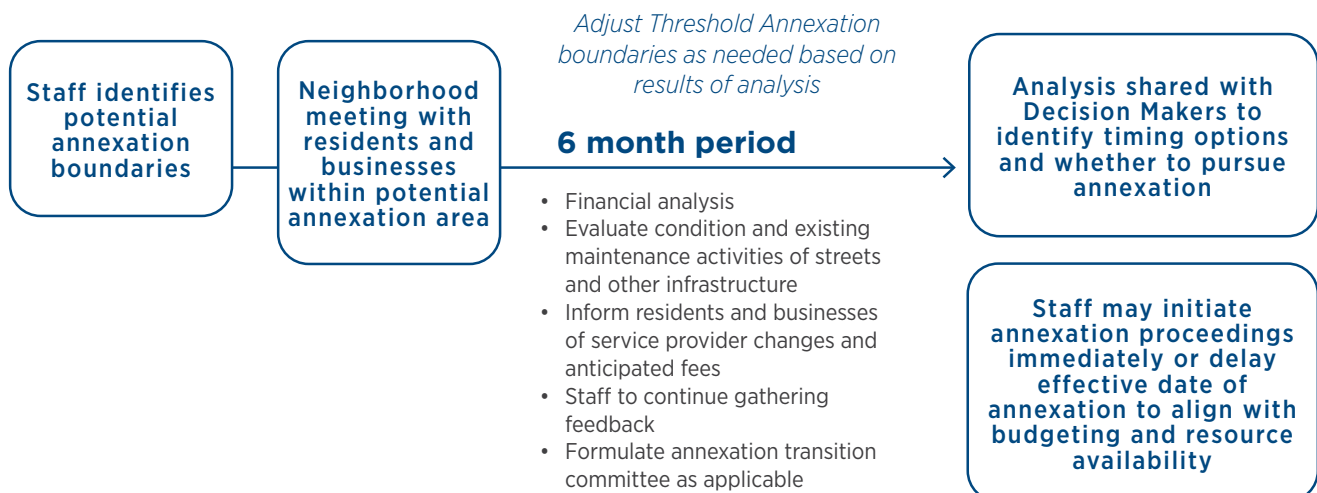 Staff identifies
potential
annexation
boundaries
Neighborhood
meeting with
residents and
businesses
within potential
annexation area
Adjust Threshold Annexation
boundaries as needed based on
results of analysis
6 month period
• Financial analysis
• Evaluate condition and existing
maintenance activities of streets
and other infrastructure
• Inform residents and businesses
of service provider changes and
anticipated fees
• Staff to continue gathering
feedback
• Formulate annexation transition
committee as applicable
Analysis shared with
Decision Makers to
identify timing options
and whether to pursue
annexation
Staff may initiate
annexation proceedings
immediately or delay
effective date of
annexation to align with
budgeting and resource
availability